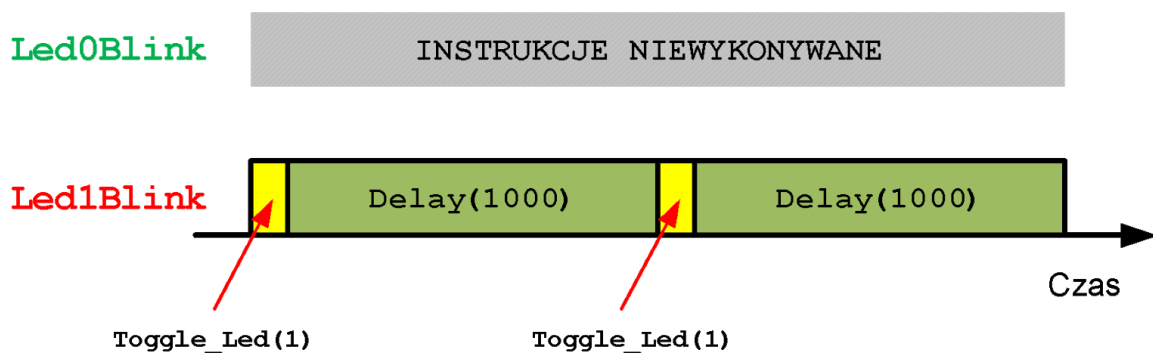 Led0Blink
INSTRUKCJE NIEWYKONYWANE
Led1Blink
Delay(1000)
Delay(1000)
Czas
Toggle_Led(1)
Toggle_Led(1)